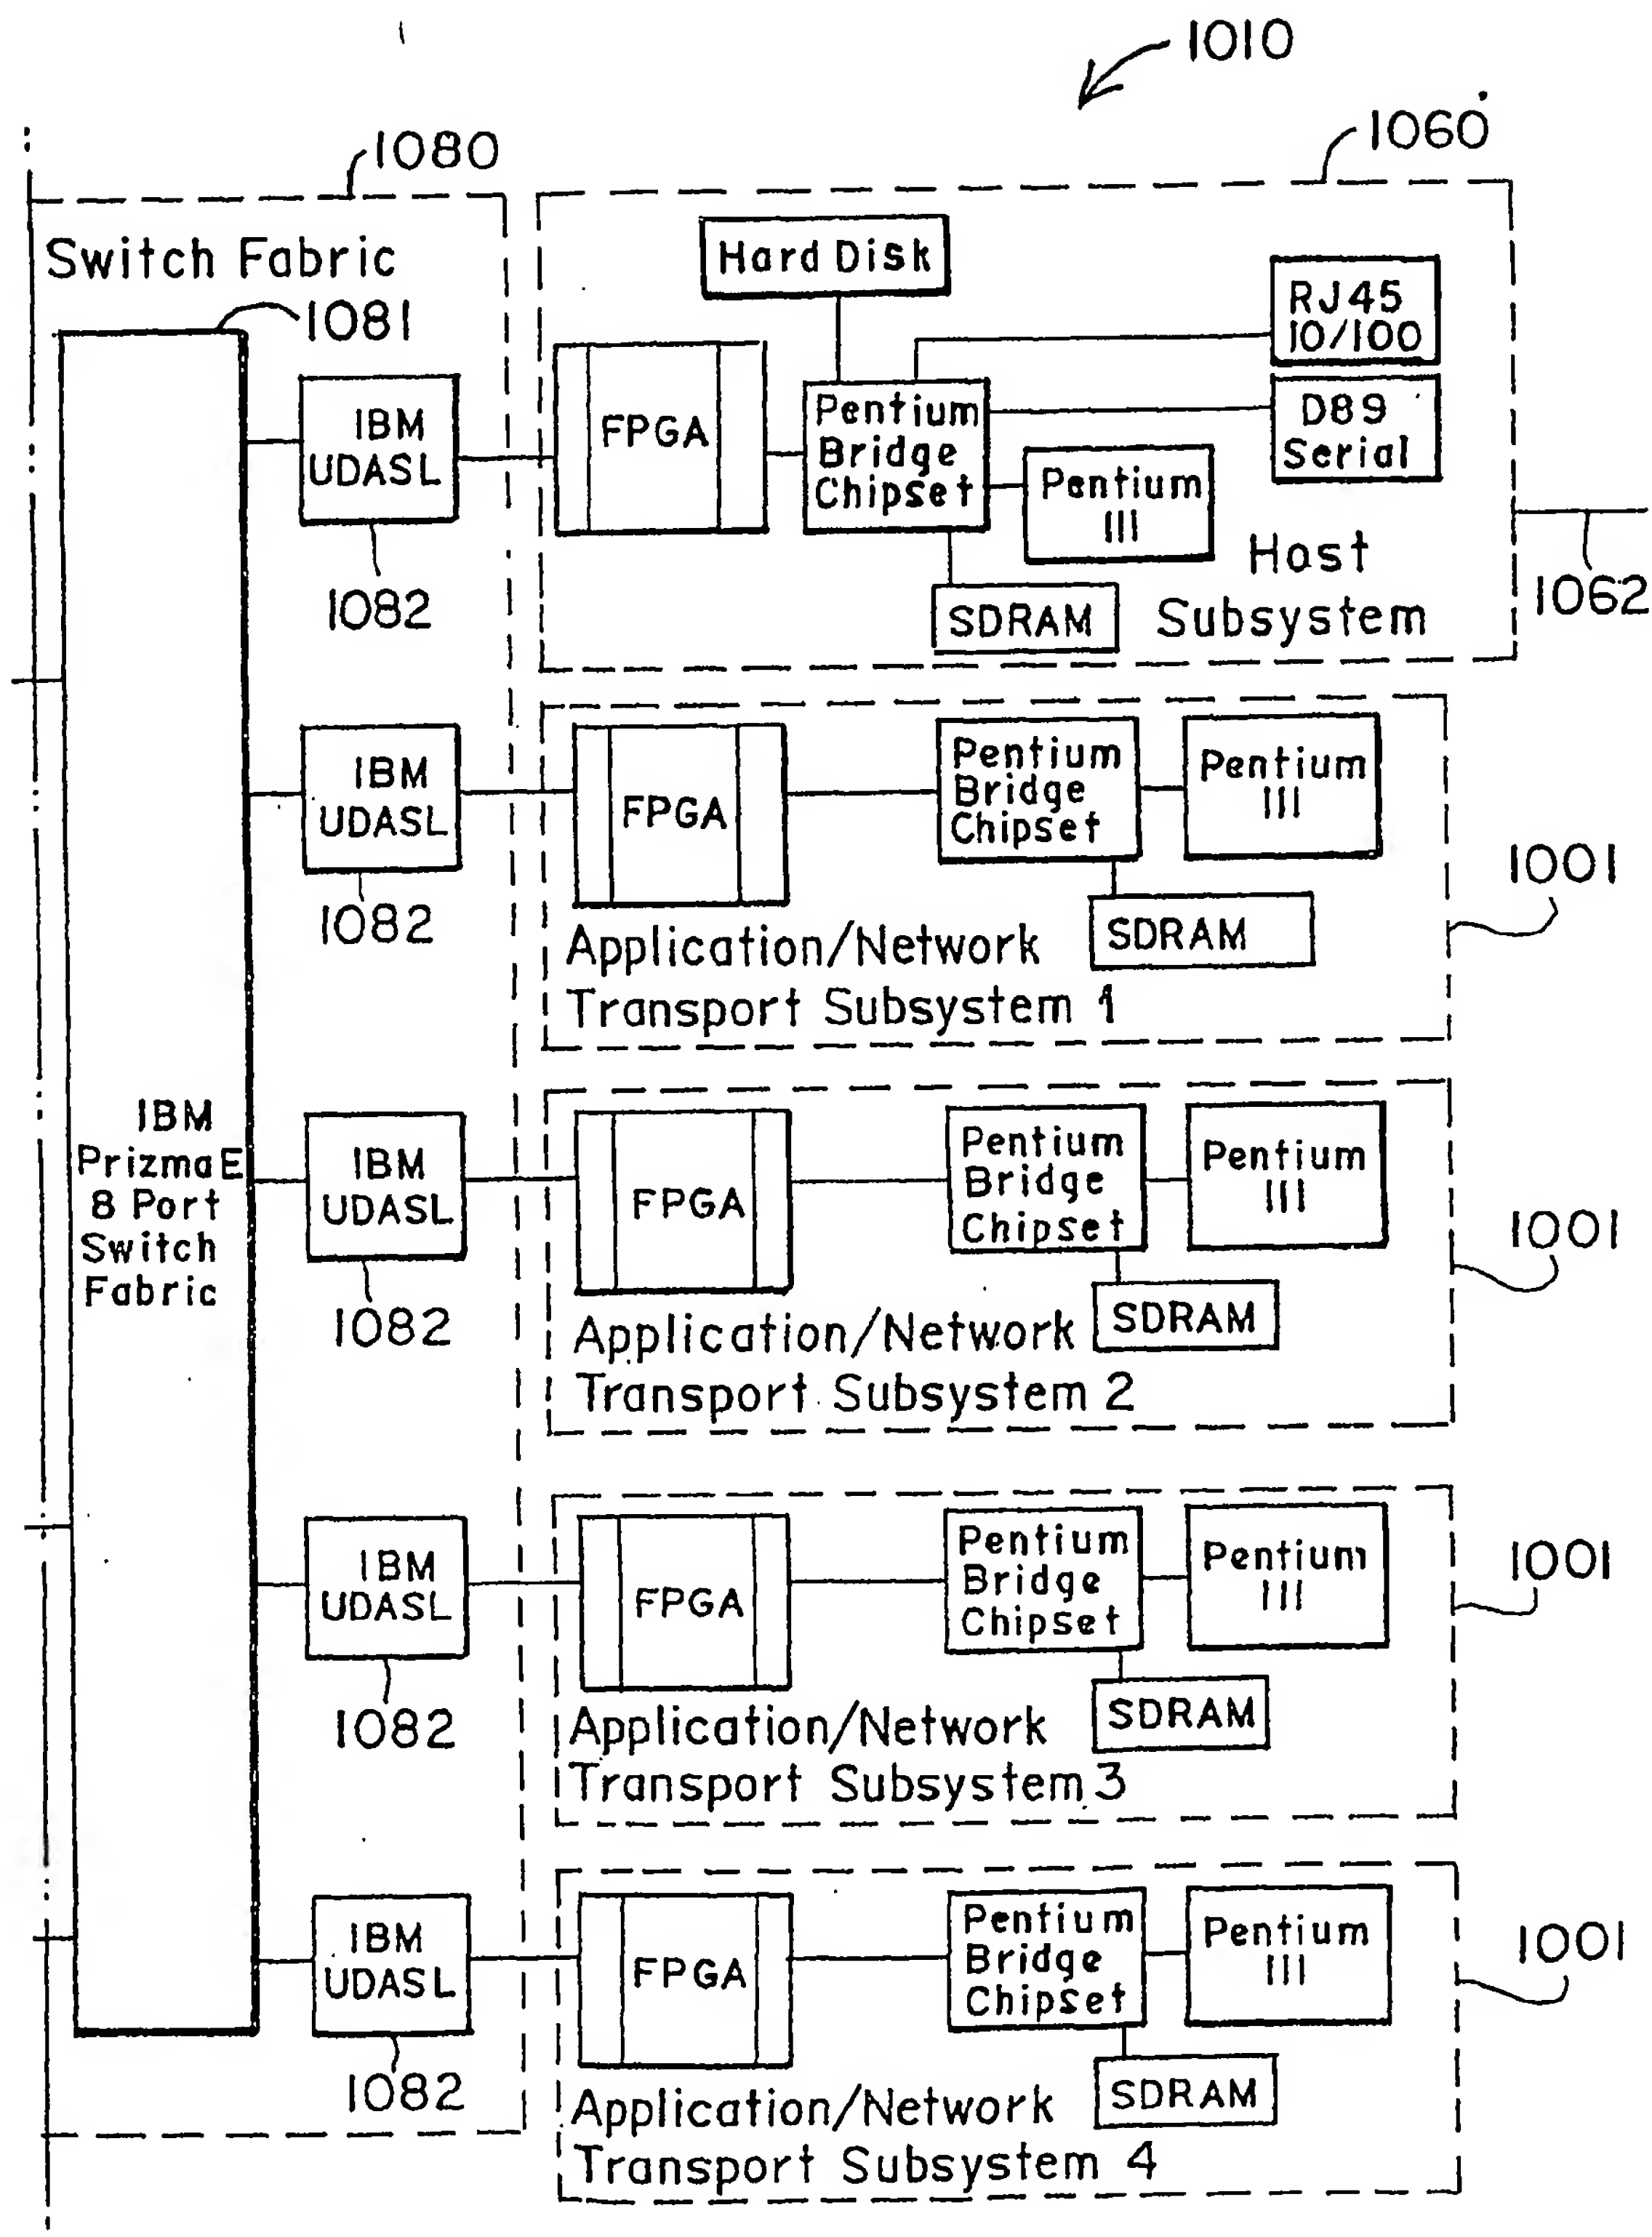 1010
1060
1080
Switch Fabric
1081
Hard Disk
RJ45
10/100
D89
Serial
IBM
UDASL
1082
FPGA
Pentium
Bridge
Chipset
Pentium
III
SDRAM
Host
Subsystem
1062
IBM
UDASL
1082
FPGA
Pentium
Bridge
Chipset
Pentium
III
SDRAM
Application/Network
Transport Subsystem 1
1001
IBM
PrizmaE
8 Port
Switch
Fabric
IBM
UDASL
1082
FPGA
Pentium
Bridge
Chipset
Pentium
III
SDRAM
Application/Network
Transport Subsystem 2
1001
IBM
UDASL
1082
FPGA
Pentium
Bridge
Chipset
Pentium
III
SDRAM
Application/Network
Transport Subsystem 3
1001
IBM
UDASL
1082
FPGA
Pentium
Bridge
Chipset
Pentium
III
SDRAM
Application/Network
Transport Subsystem 4
1001